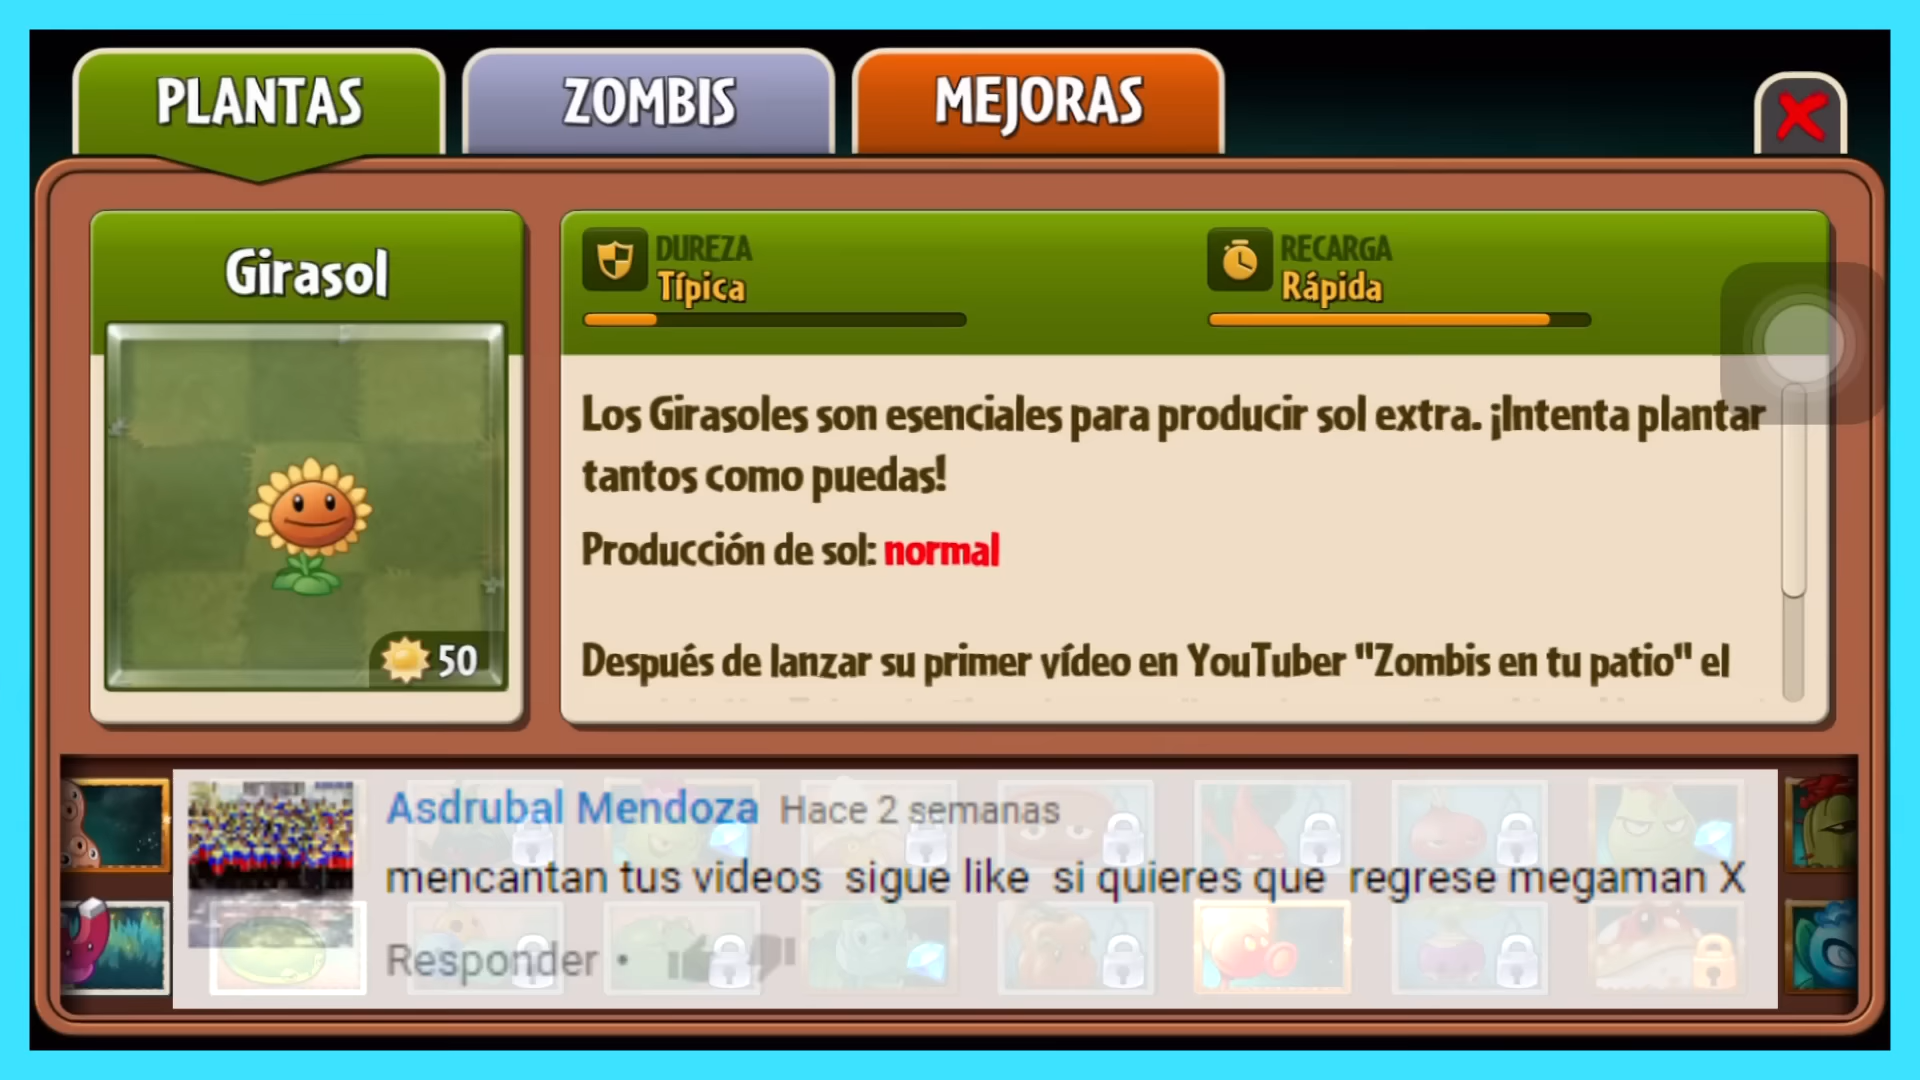 PLANTAS
ZOMBIS
MEJORAS
Girasol
DUREZA
Típica
RECARGA
Rápida
50
Los Girasoles son esenciales para producir sol extra. ¡Intenta plantar
tantos como puedas!
Producción de sol: normal
Después de lanzar su primer vídeo en YouTuber "Zombis en tu patio" el
Asdrubal Mendoza Hace 2 semanas
mencantan tus videos sigue like si quieres que regrese megaman X
Responder •